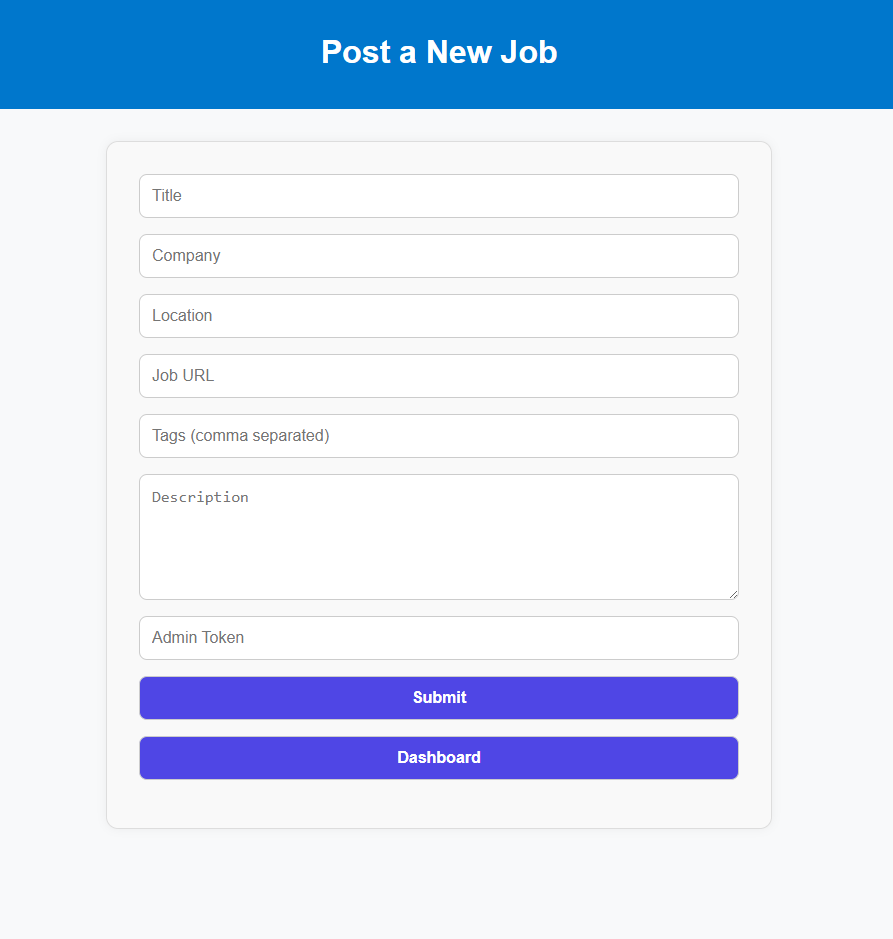 Post a New Job
Title
Company
Location
Job URL
Tags (comma separated)
Description
Admin Token
Submit
Dashboard